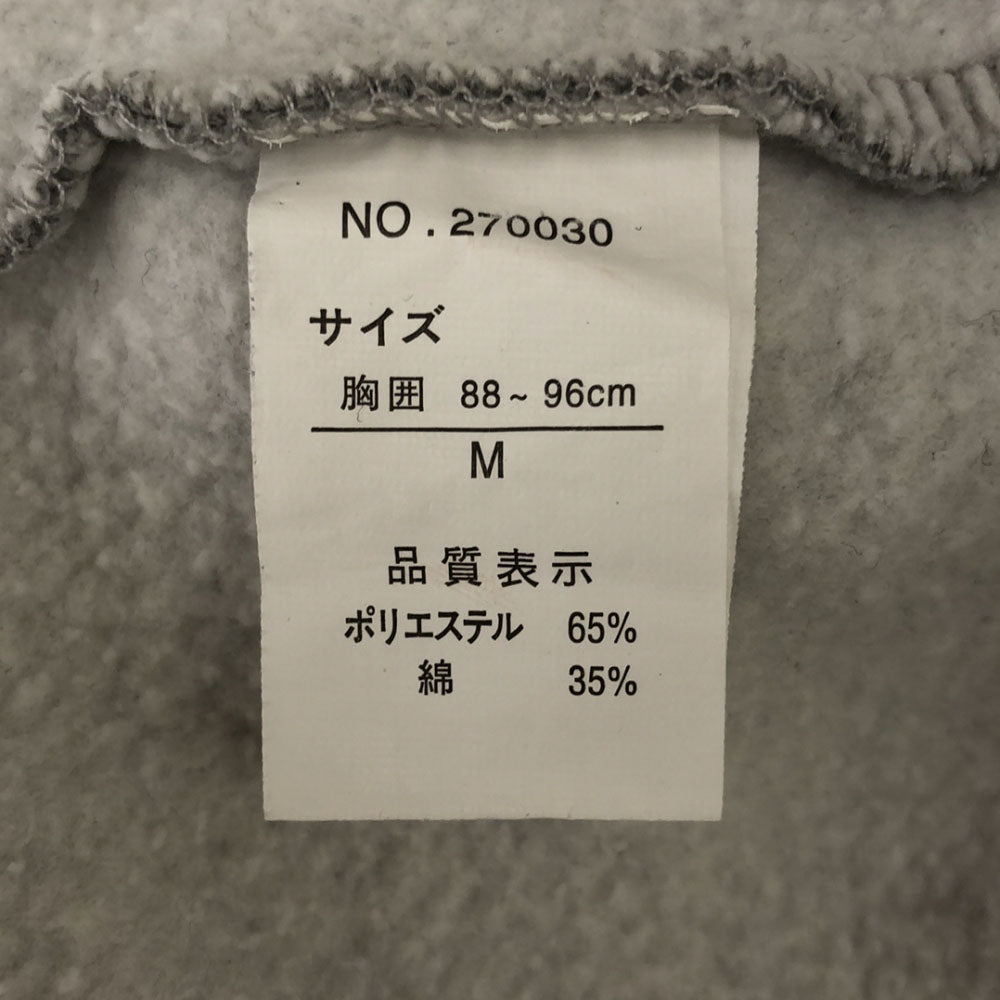 NO.270030
サイズ
胸囲 88~96cm
M
品質表示
ポリエステル 65%
綿 35%